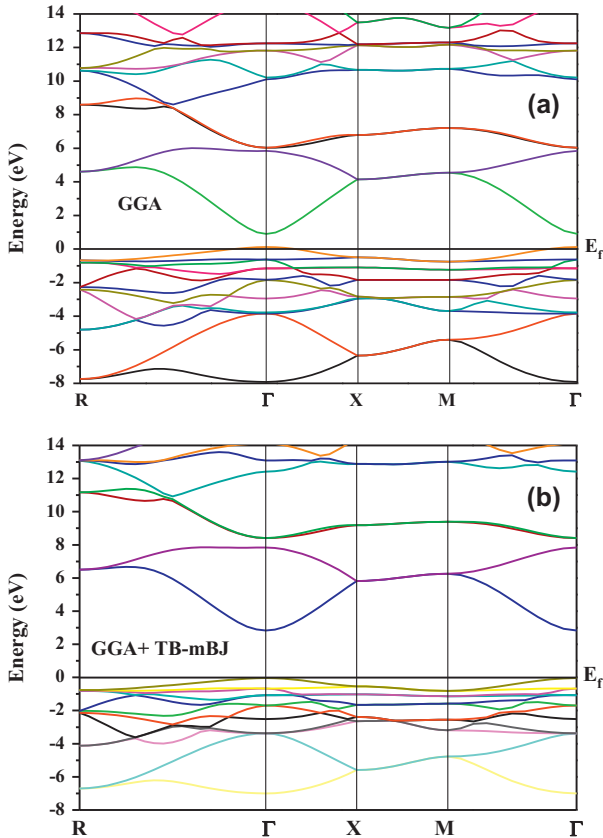 14
12
10
8
6
4
2
0
-2
-4
-6
-8
Energy (eV)
(a)
GGA
E_f
R Γ X M Γ
14
12
10
8
6
4
2
0
-2
-4
-6
-8
Energy (eV)
(b)
GGA+ TB-mBJ
E_f
R Γ X M Γ